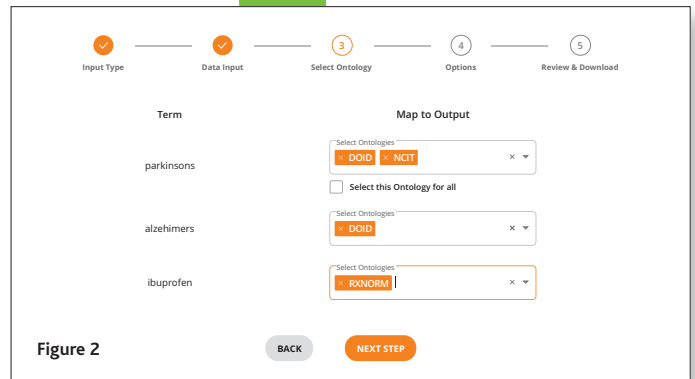 3 4 5
Input Type Data Input Select Ontology Options Review & Download
Term Map to Output
Select Ontologies
parkinsons × DOID × NCIT ×
Select this Ontology for all
Select Ontologies
alzehimers × DOID ×
Select Ontologies
ibuprofen × RXNORM ×
Figure 2 BACK NEXT STEP